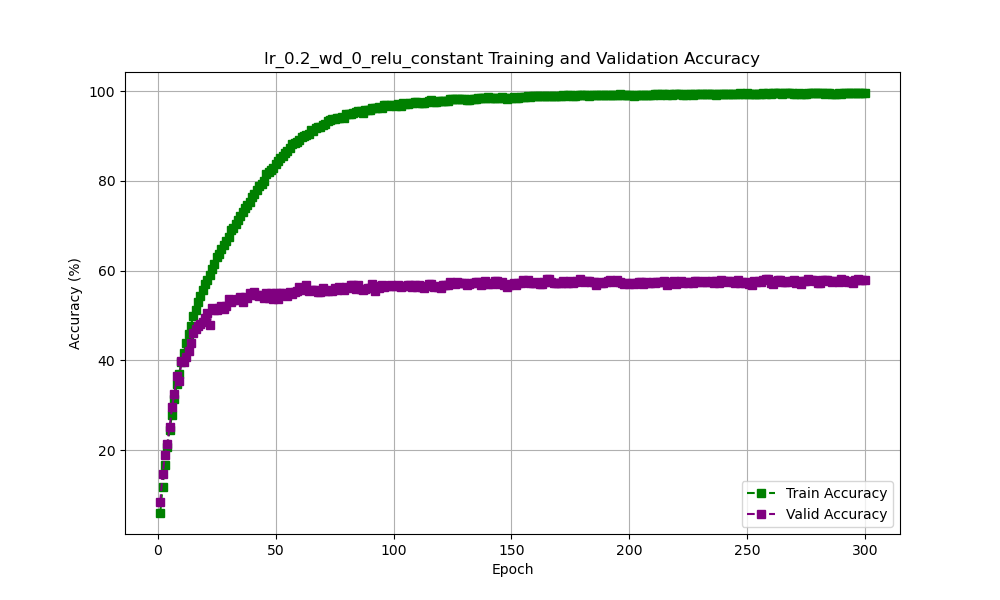 lr_0.2_wd_0_relu_constant Training and Validation Accuracy
100
80
60
40
20
Accuracy (%)
0
50
100
150
200
250
300
Epoch
Train Accuracy
Valid Accuracy